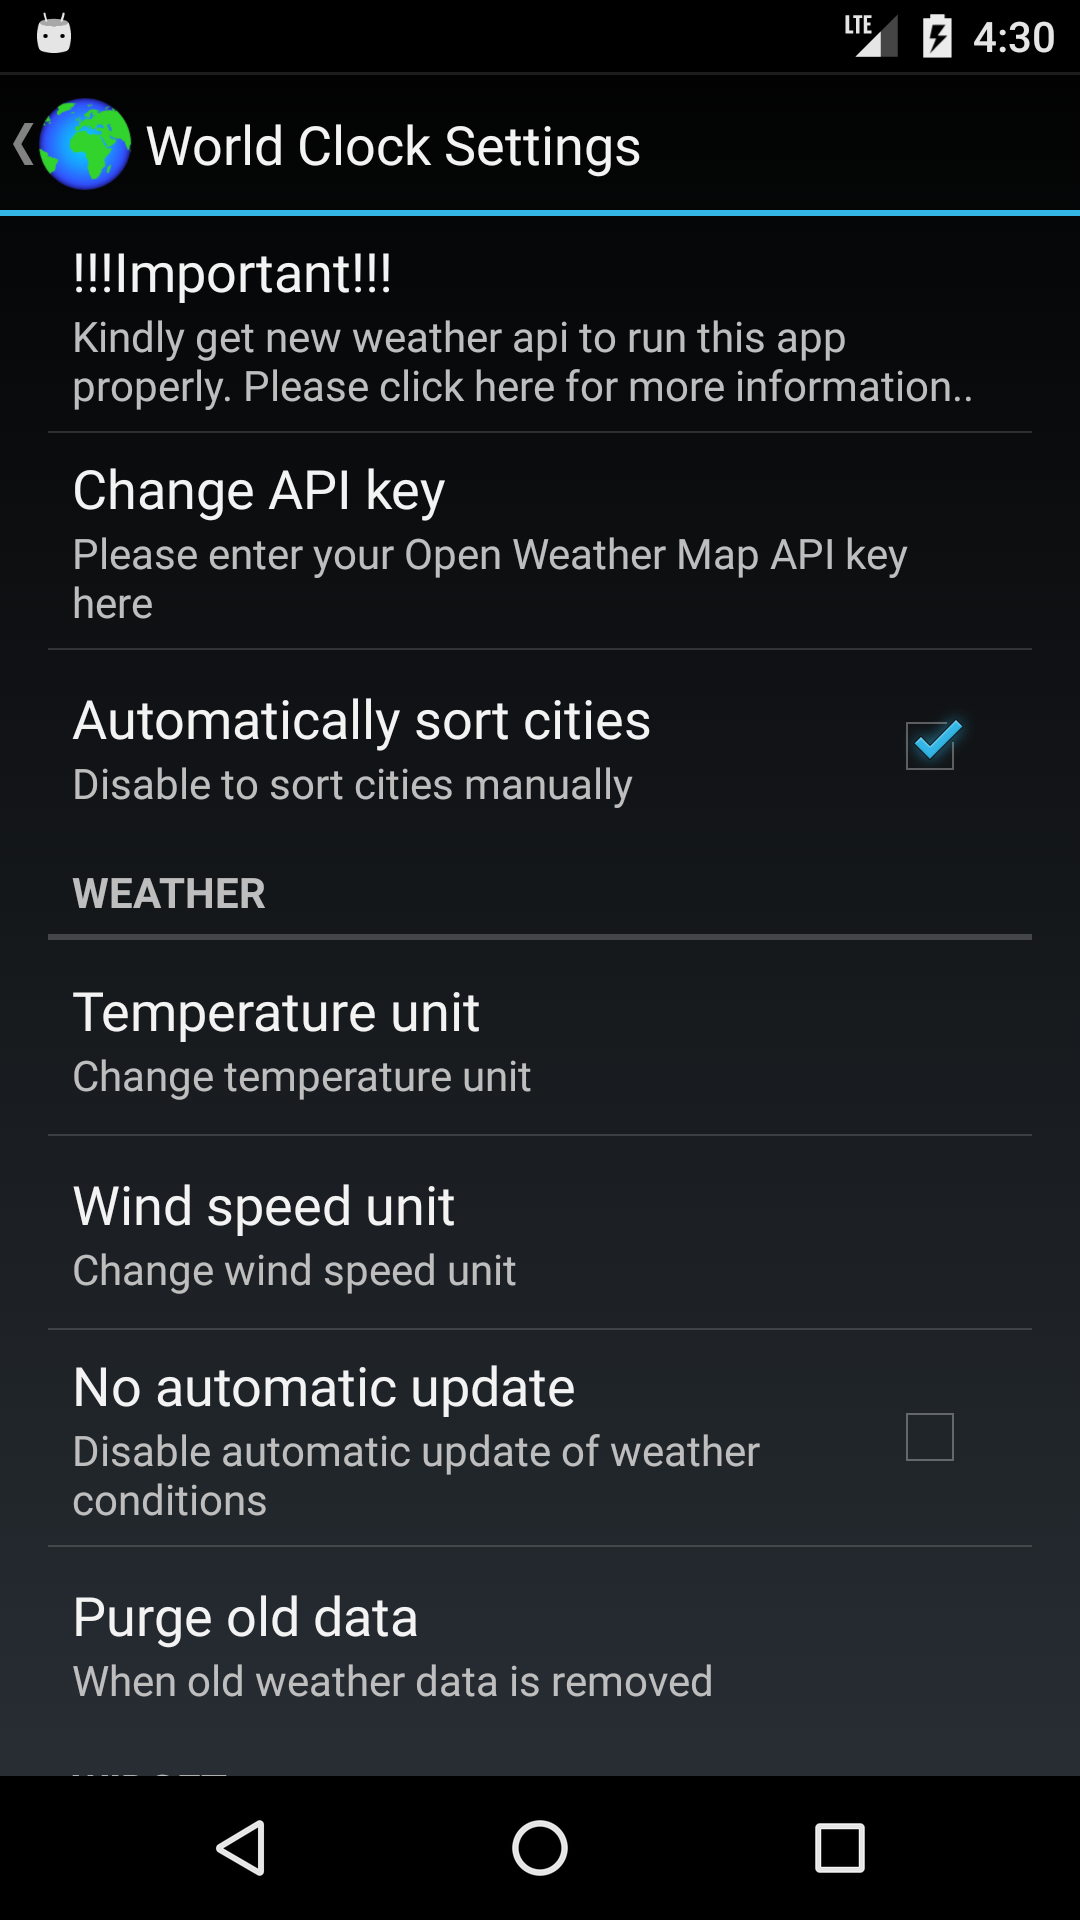 LTE 4:30
World Clock Settings
!!!Important!!!
Kindly get new weather api to run this app
properly. Please click here for more information..
Change API key
Please enter your Open Weather Map API key
here
Automatically sort cities
Disable to sort cities manually
WEATHER
Temperature unit
Change temperature unit
Wind speed unit
Change wind speed unit
No automatic update
Disable automatic update of weather
conditions
Purge old data
When old weather data is removed